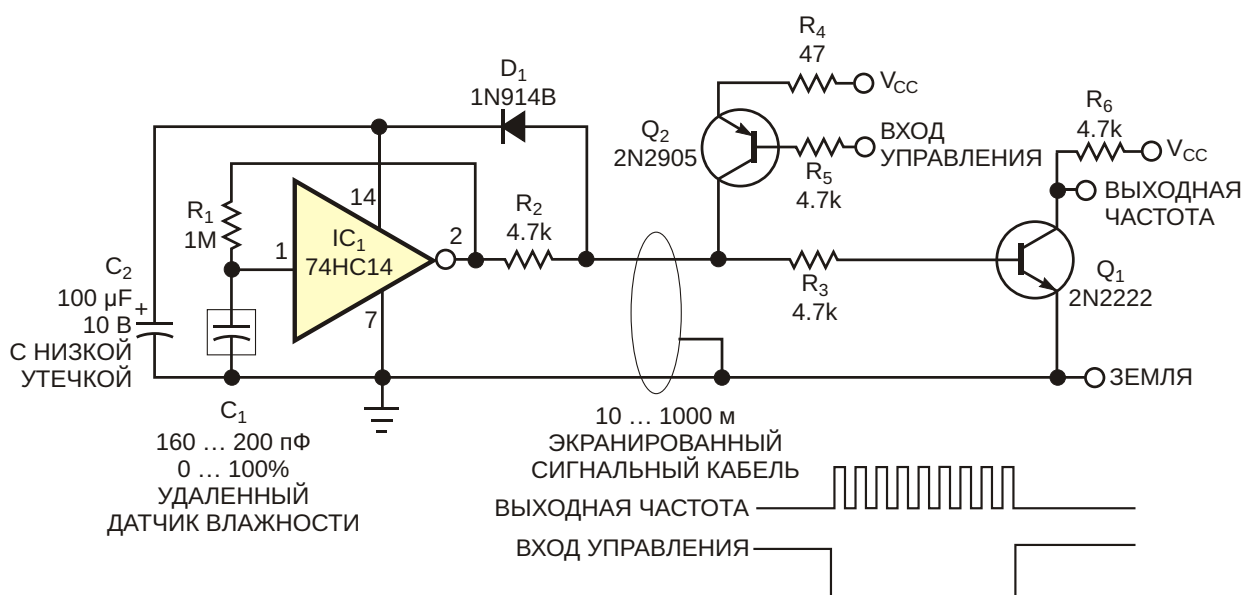 R4
47
VCC
D1
1N914B
R6
4.7k
VCC
Q2
2N2905
ВХОД
УПРАВЛЕНИЯ
R5
4.7k
ВЫХОДНАЯ
ЧАСТОТА
R1
1M
14
1
IC1
74HC14
2
7
R2
4.7k
R3
4.7k
Q1
2N2222
C2
100 µF
10 В
С НИЗКОЙ
УТЕЧКОЙ
+
ЗЕМЛЯ
C1
160 … 200 пФ
0 … 100%
УДАЛЕННЫЙ
ДАТЧИК ВЛАЖНОСТИ
10 … 1000 м
ЭКРАНИРОВАННЫЙ
СИГНАЛЬНЫЙ КАБЕЛЬ
ВЫХОДНАЯ ЧАСТОТА
ВХОД УПРАВЛЕНИЯ